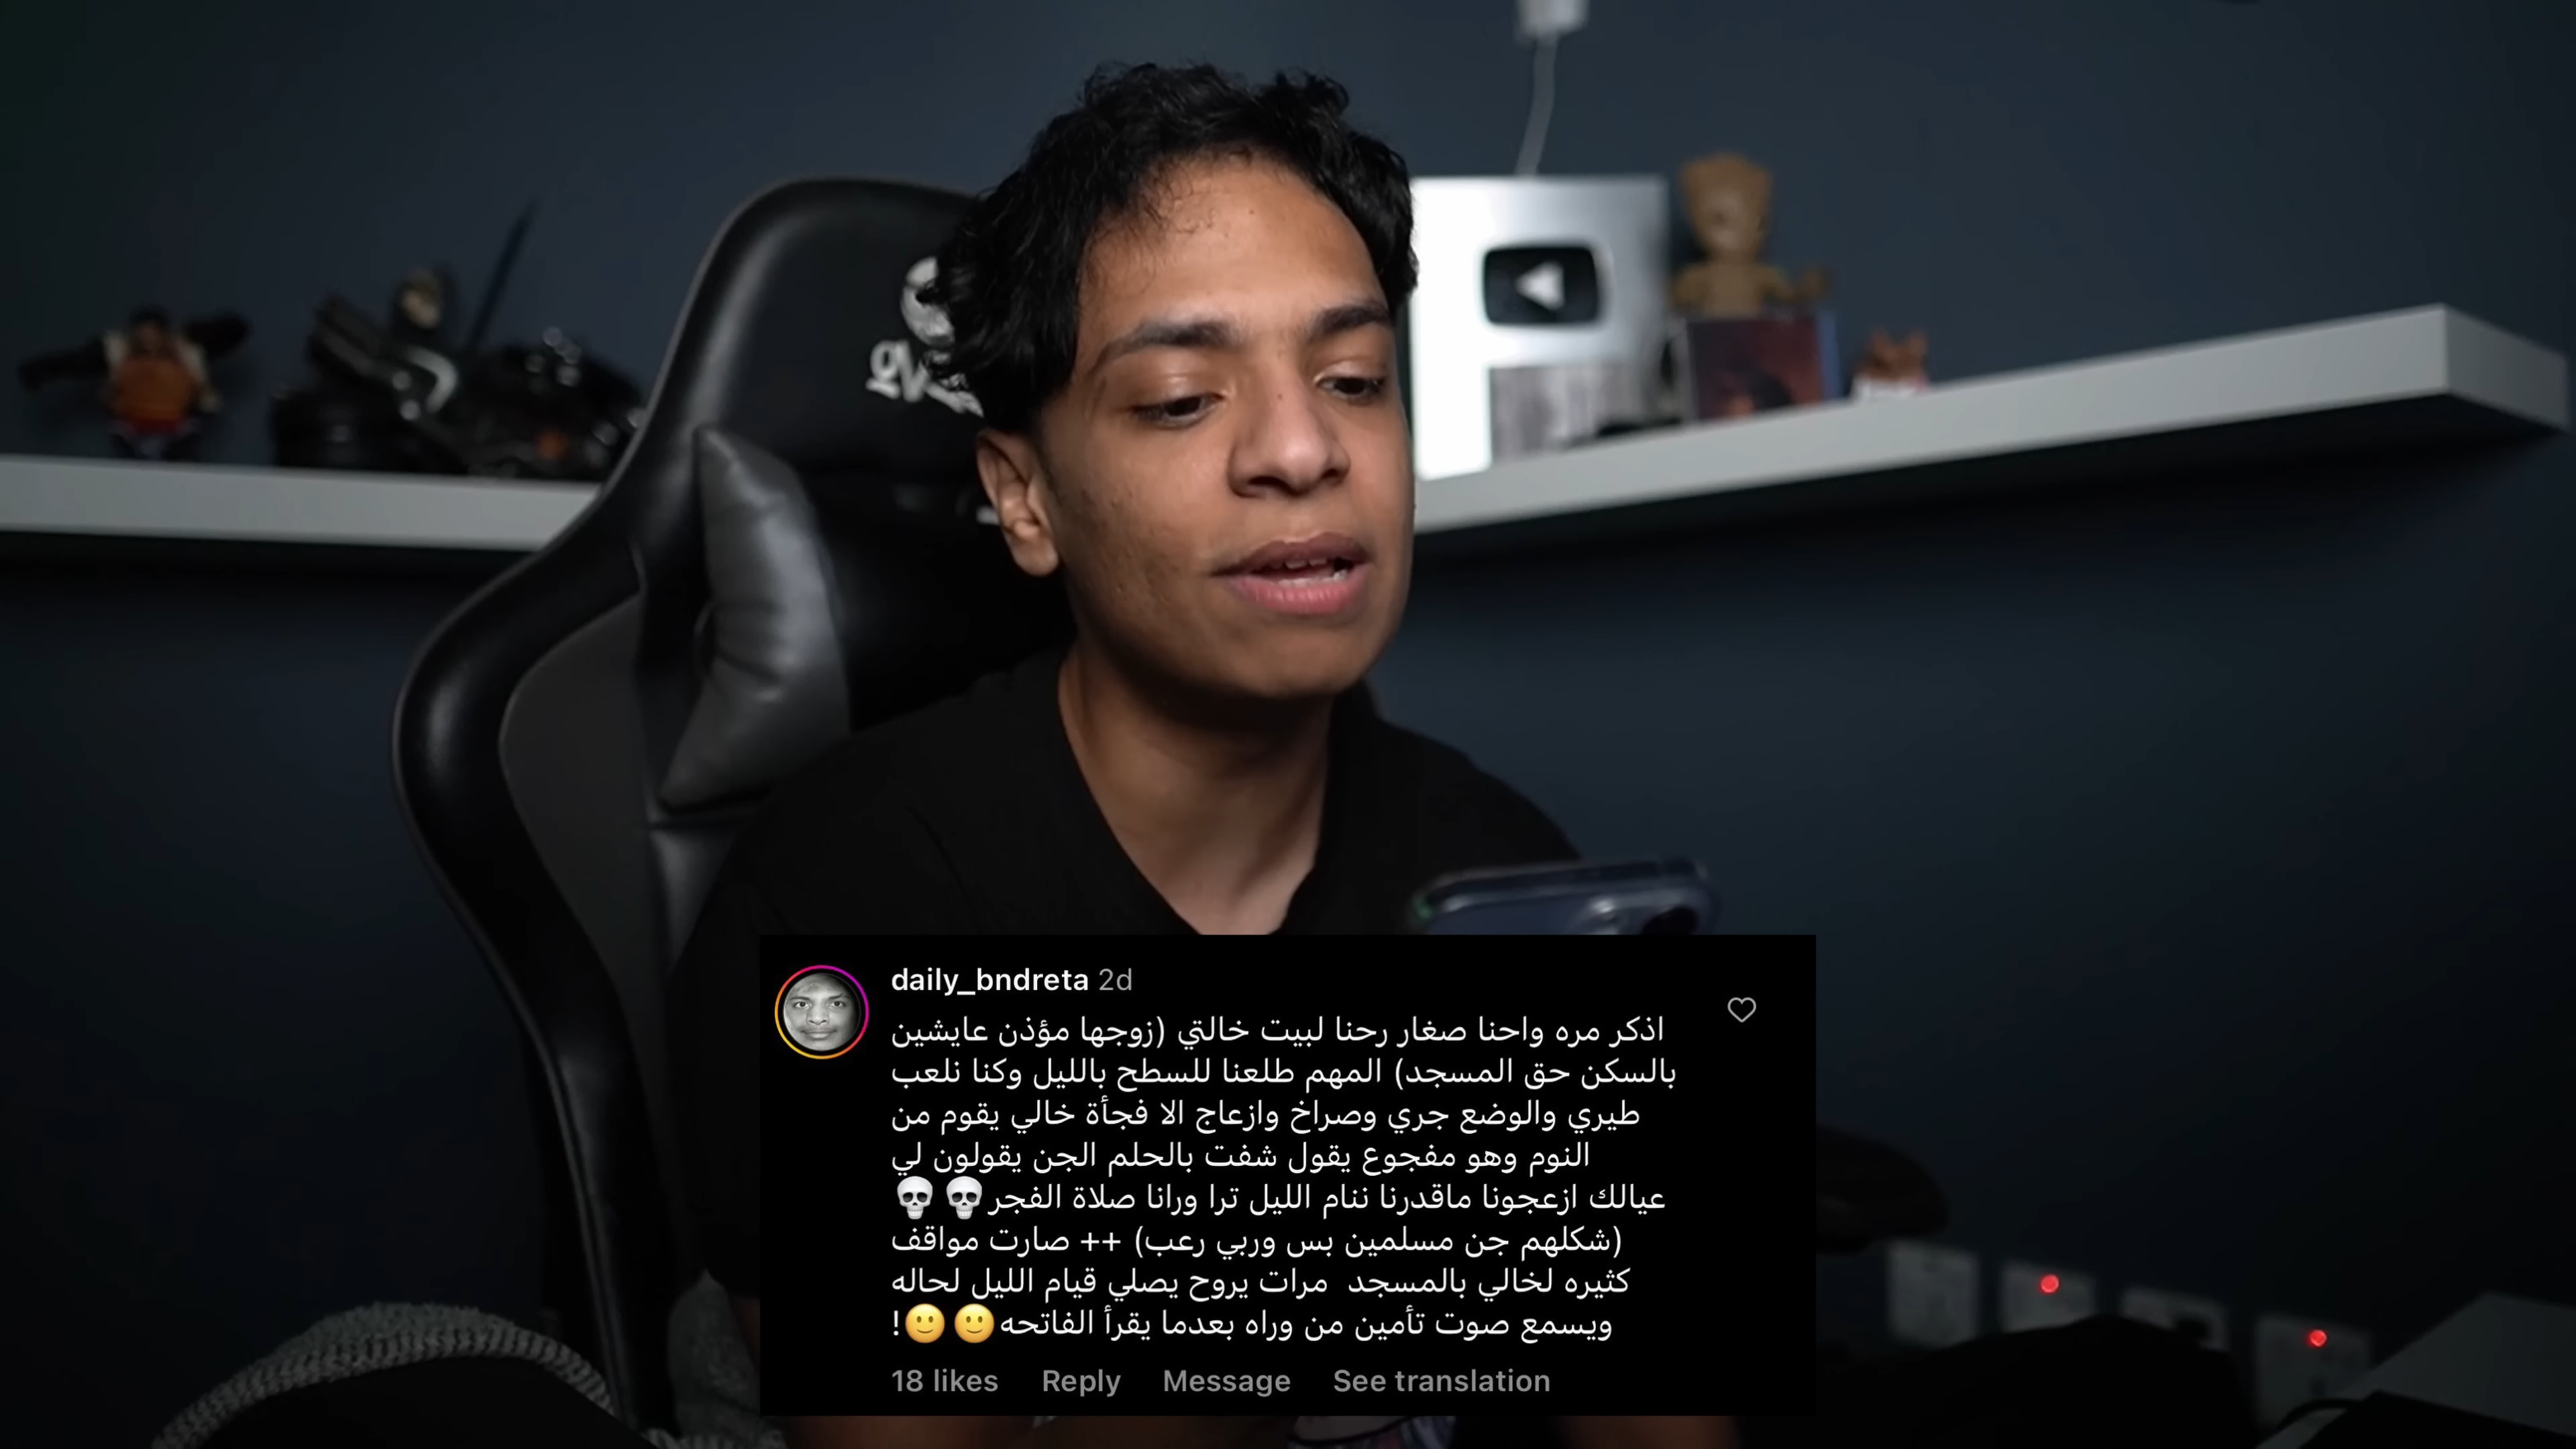 daily_bndreta 2d
اذكر مره واحنا صغار رحنا لبيت خالتي (زوجها مؤذن عايشين
بالسكن حق المسجد) المهم طلعنا للسطح بالليل وكنا نلعب
طيري والوضع جري وصراخ وازعاج الا فجأة خالي يقوم من
النوم وهو مفجوع يقول شفت بالحلم الجن يقولون لي
عيالك ازعجونا ماقدرنا ننام الليل ترا ورانا صلاة الفجر💀💀
(شكلهم جن مسلمين بس وربي رعب) ++ صارت مواقف
كثيره لخالي بالمسجد مرات يروح يصلي قيام الليل لحاله
ويسمع صوت تأمين من وراه بعدما يقرأ الفاتحه🙂🙂!
18 likes Reply Message See translation